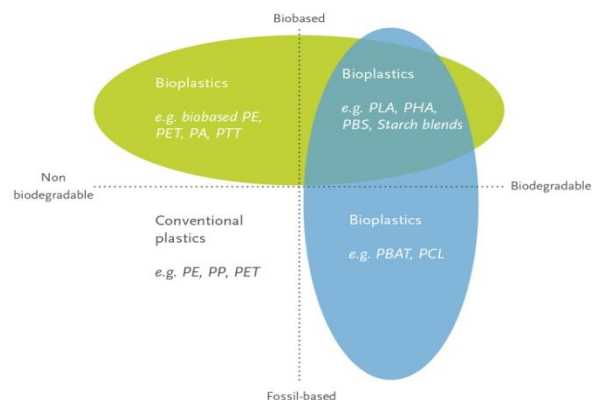 Biobased
Bioplastics
e.g. biobased PE,
PET, PA, PTT
Bioplastics
e.g. PLA, PHA,
PBS, Starch blends
Non
biodegradable
Biodegradable
Conventional
plastics
e.g. PE, PP, PET
Bioplastics
e.g. PBAT, PCL
Fossil-based